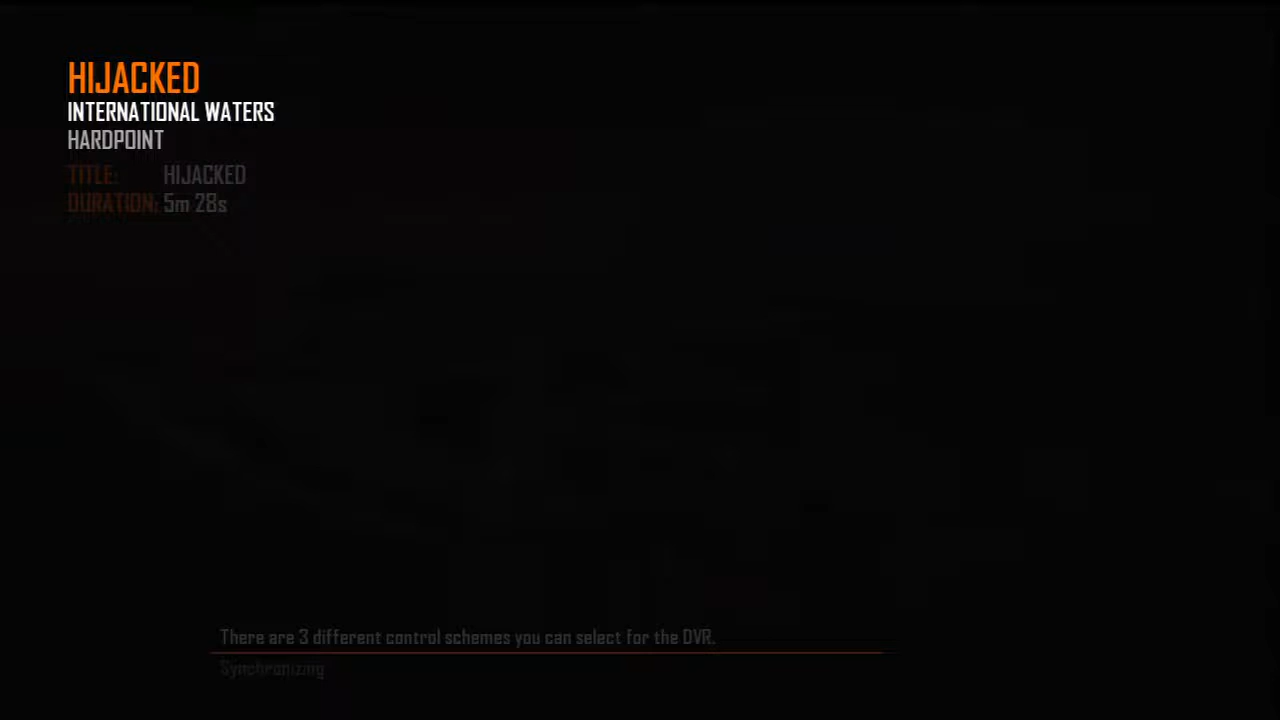 HIJACKED
INTERNATIONAL WATERS
HARDPOINT
TITLE: HIJACKED
DURATION: 5m 28s
There are 3 different control schemes you can select for the DVR.
Synchronizing